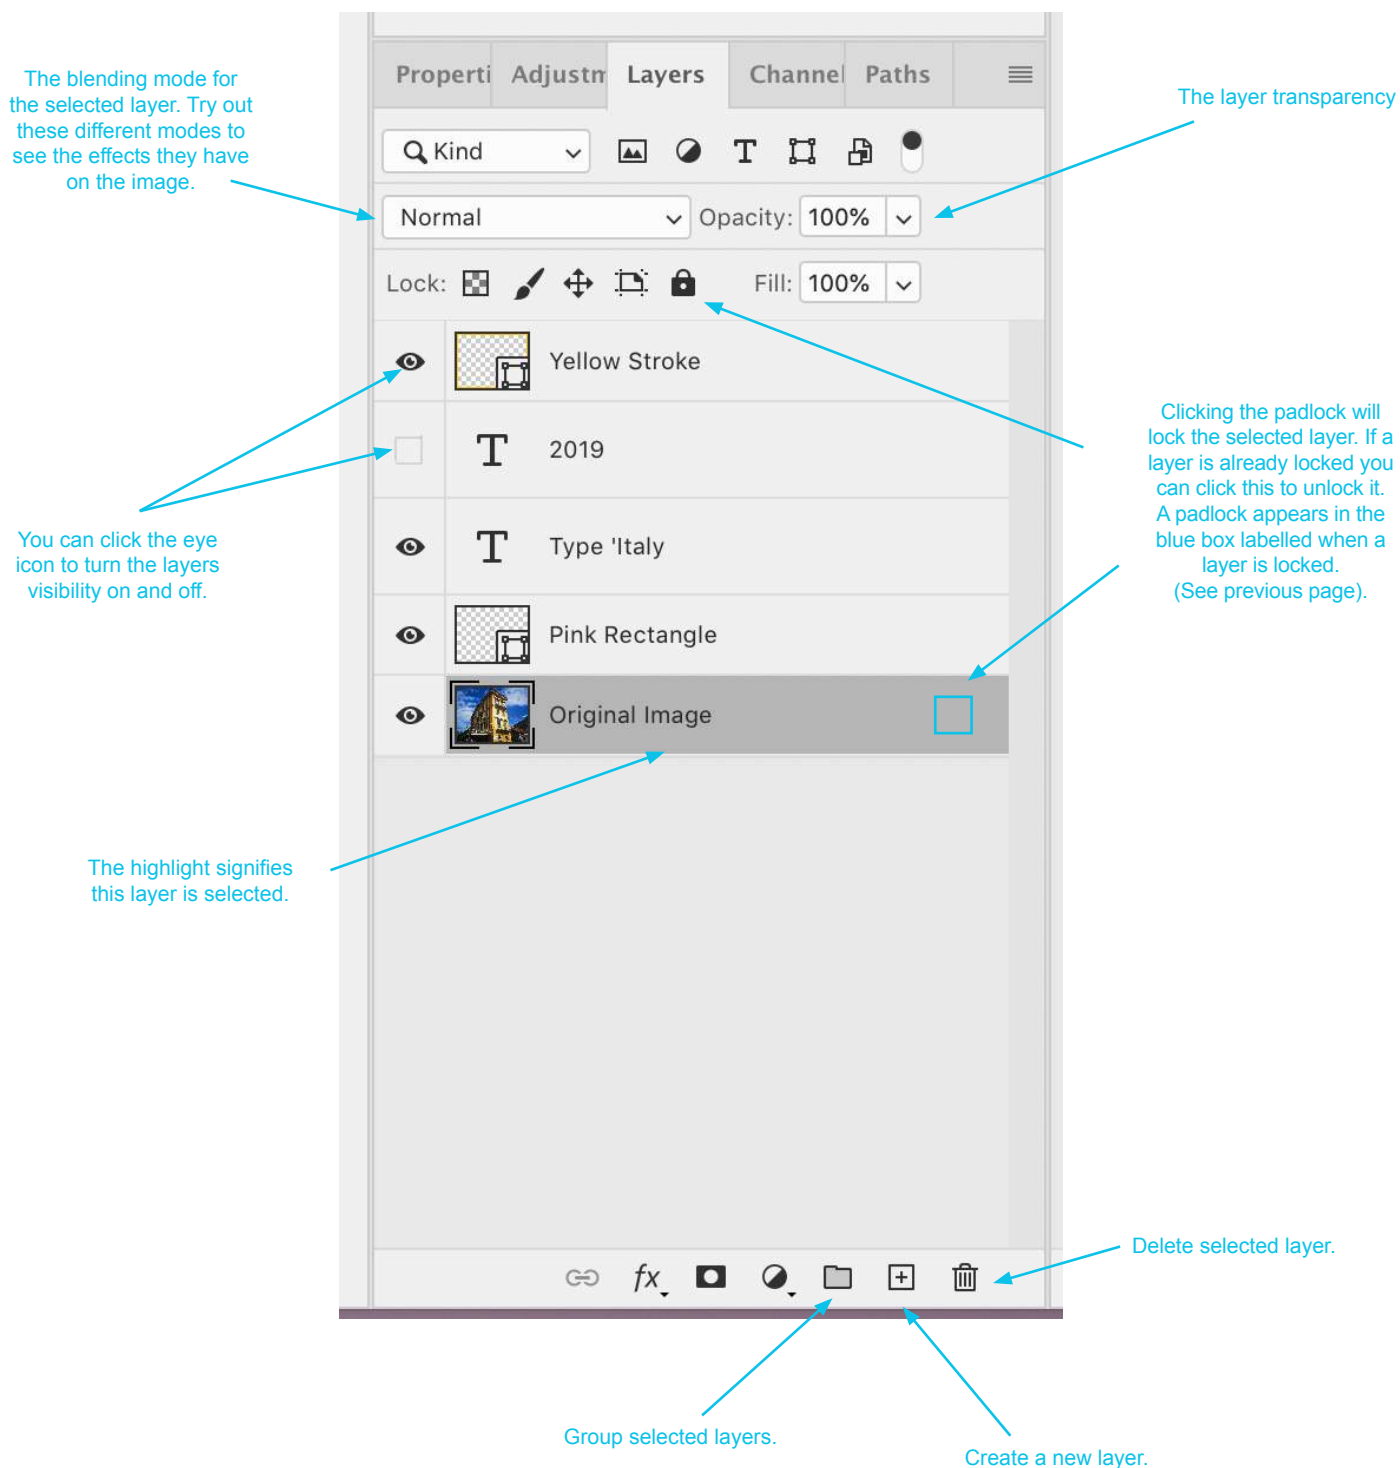 The blending mode for
the selected layer. Try out
these different modes to
see the effects they have
on the image.
The layer transparency
Properti Adjustm Layers Channel Paths
Kind
T
Normal Opacity: 100%
Lock: Fill: 100%
Yellow Stroke
T 2019
T Type 'Italy
Pink Rectangle
Original Image
You can click the eye
icon to turn the layers
visibility on and off.
Clicking the padlock will
lock the selected layer. If a
layer is already locked you
can click this to unlock it.
A padlock appears in the
blue box labelled when a
layer is locked.
(See previous page).
The highlight signifies
this layer is selected.
fx
Delete selected layer.
Group selected layers.
Create a new layer.